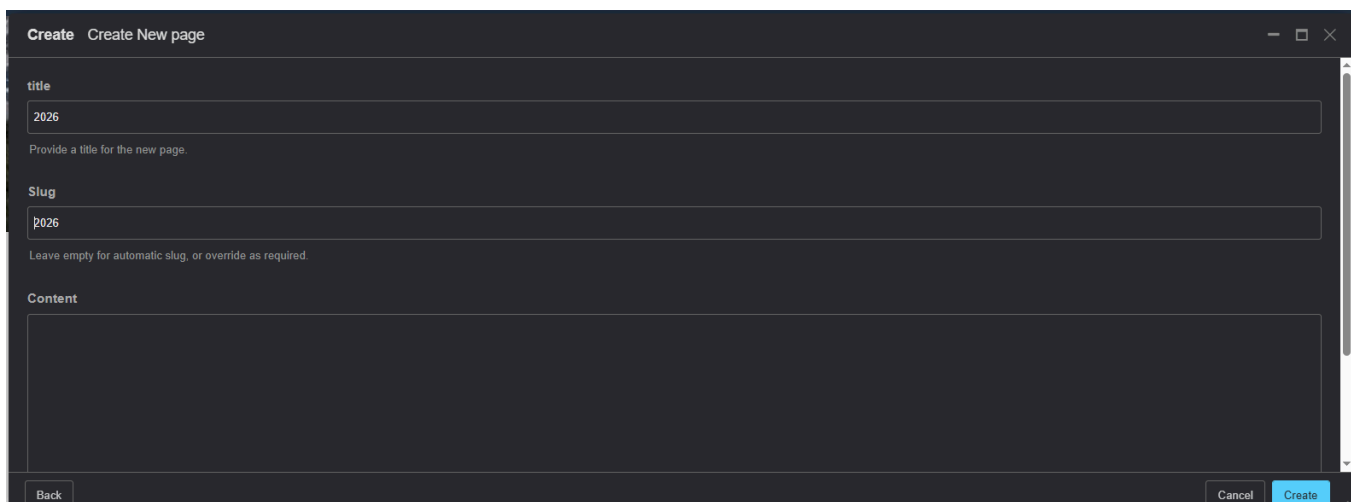 Create Create New page
title
2026
Provide a title for the new page.
Slug
2026
Leave empty for automatic slug, or override as required.
Content
Back Cancel Create